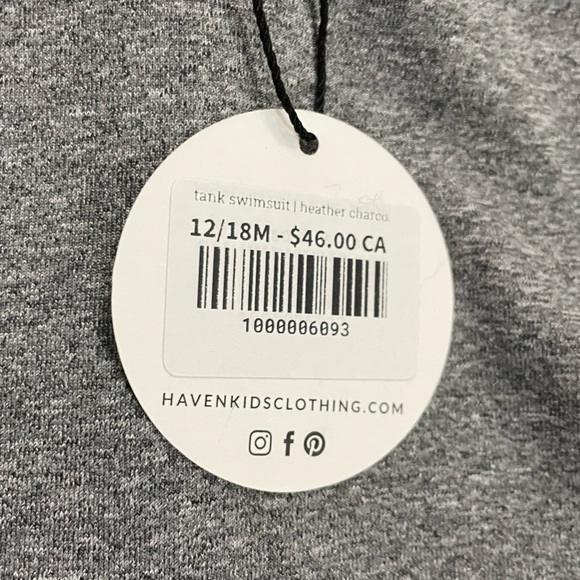 tank swimsuit | heather charco.
12/18M - $46.00 CA
1000006093
HAVENKIDSCLOTHING.COM